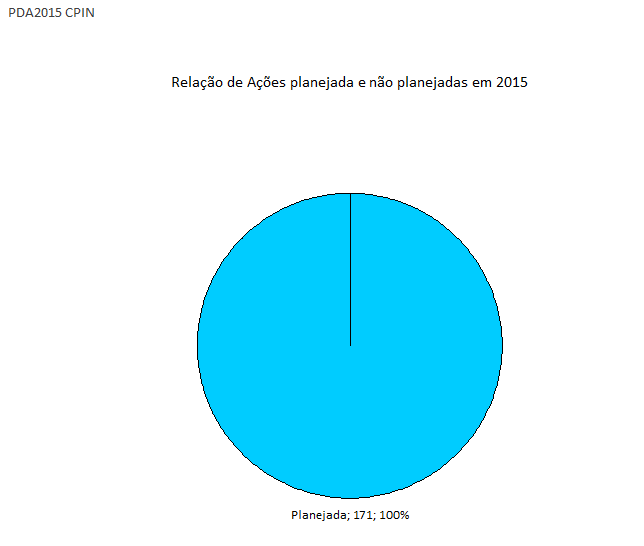 PDA2015 CPIN
Relação de Ações planejada e não planejadas em 2015
Planejada; 171; 100%